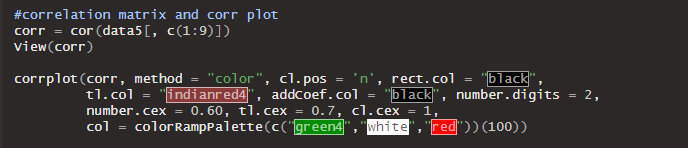 #correlation matrix and corr plot
corr = cor(data5[, c(1:9)])
View(corr)
corrplot(corr, method = "color", cl.pos = 'n', rect.col = "black",
tl.col = "indianred4", addCoef.col = "black", number.digits = 2,
number.cex = 0.60, tl.cex = 0.7, cl.cex = 1,
col = colorRampPalette(c("green4","white","red"))(100))